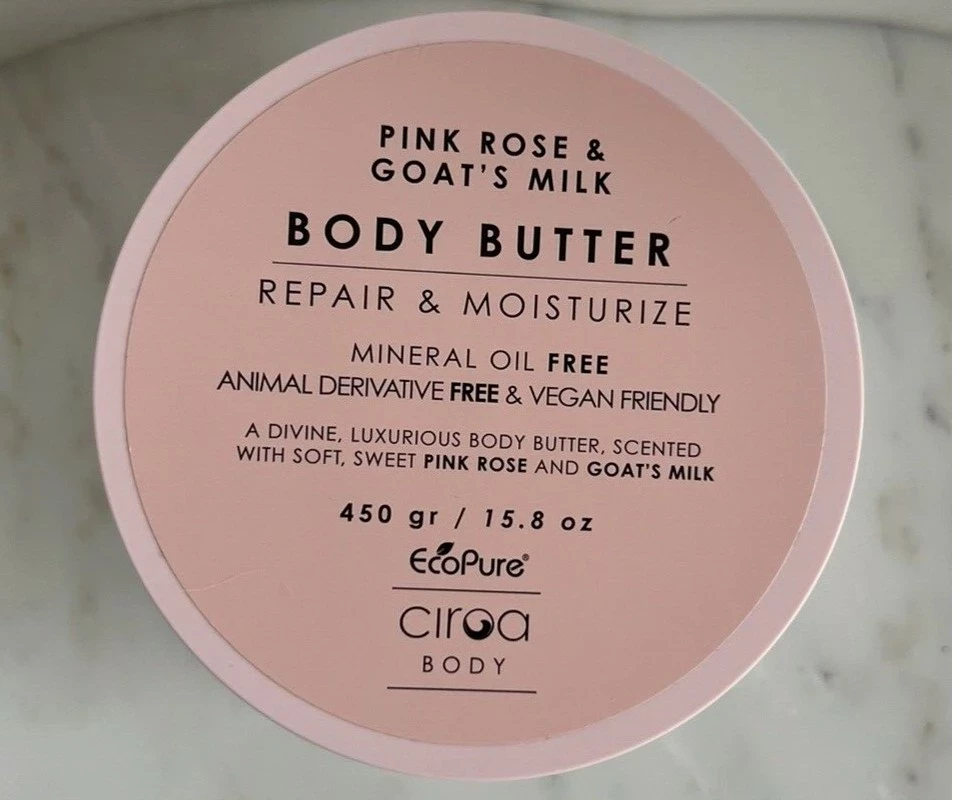 PINK ROSE &
GOAT'S MILK
BODY BUTTER
REPAIR & MOISTURIZE
MINERAL OIL FREE
ANIMAL DERIVATIVE FREE & VEGAN FRIENDLY
A DIVINE, LUXURIOUS BODY BUTTER, SCENTED
WITH SOFT, SWEET PINK ROSE AND GOAT'S MILK
450 gr / 15.8 oz
EcoPure®
ciroa
BODY